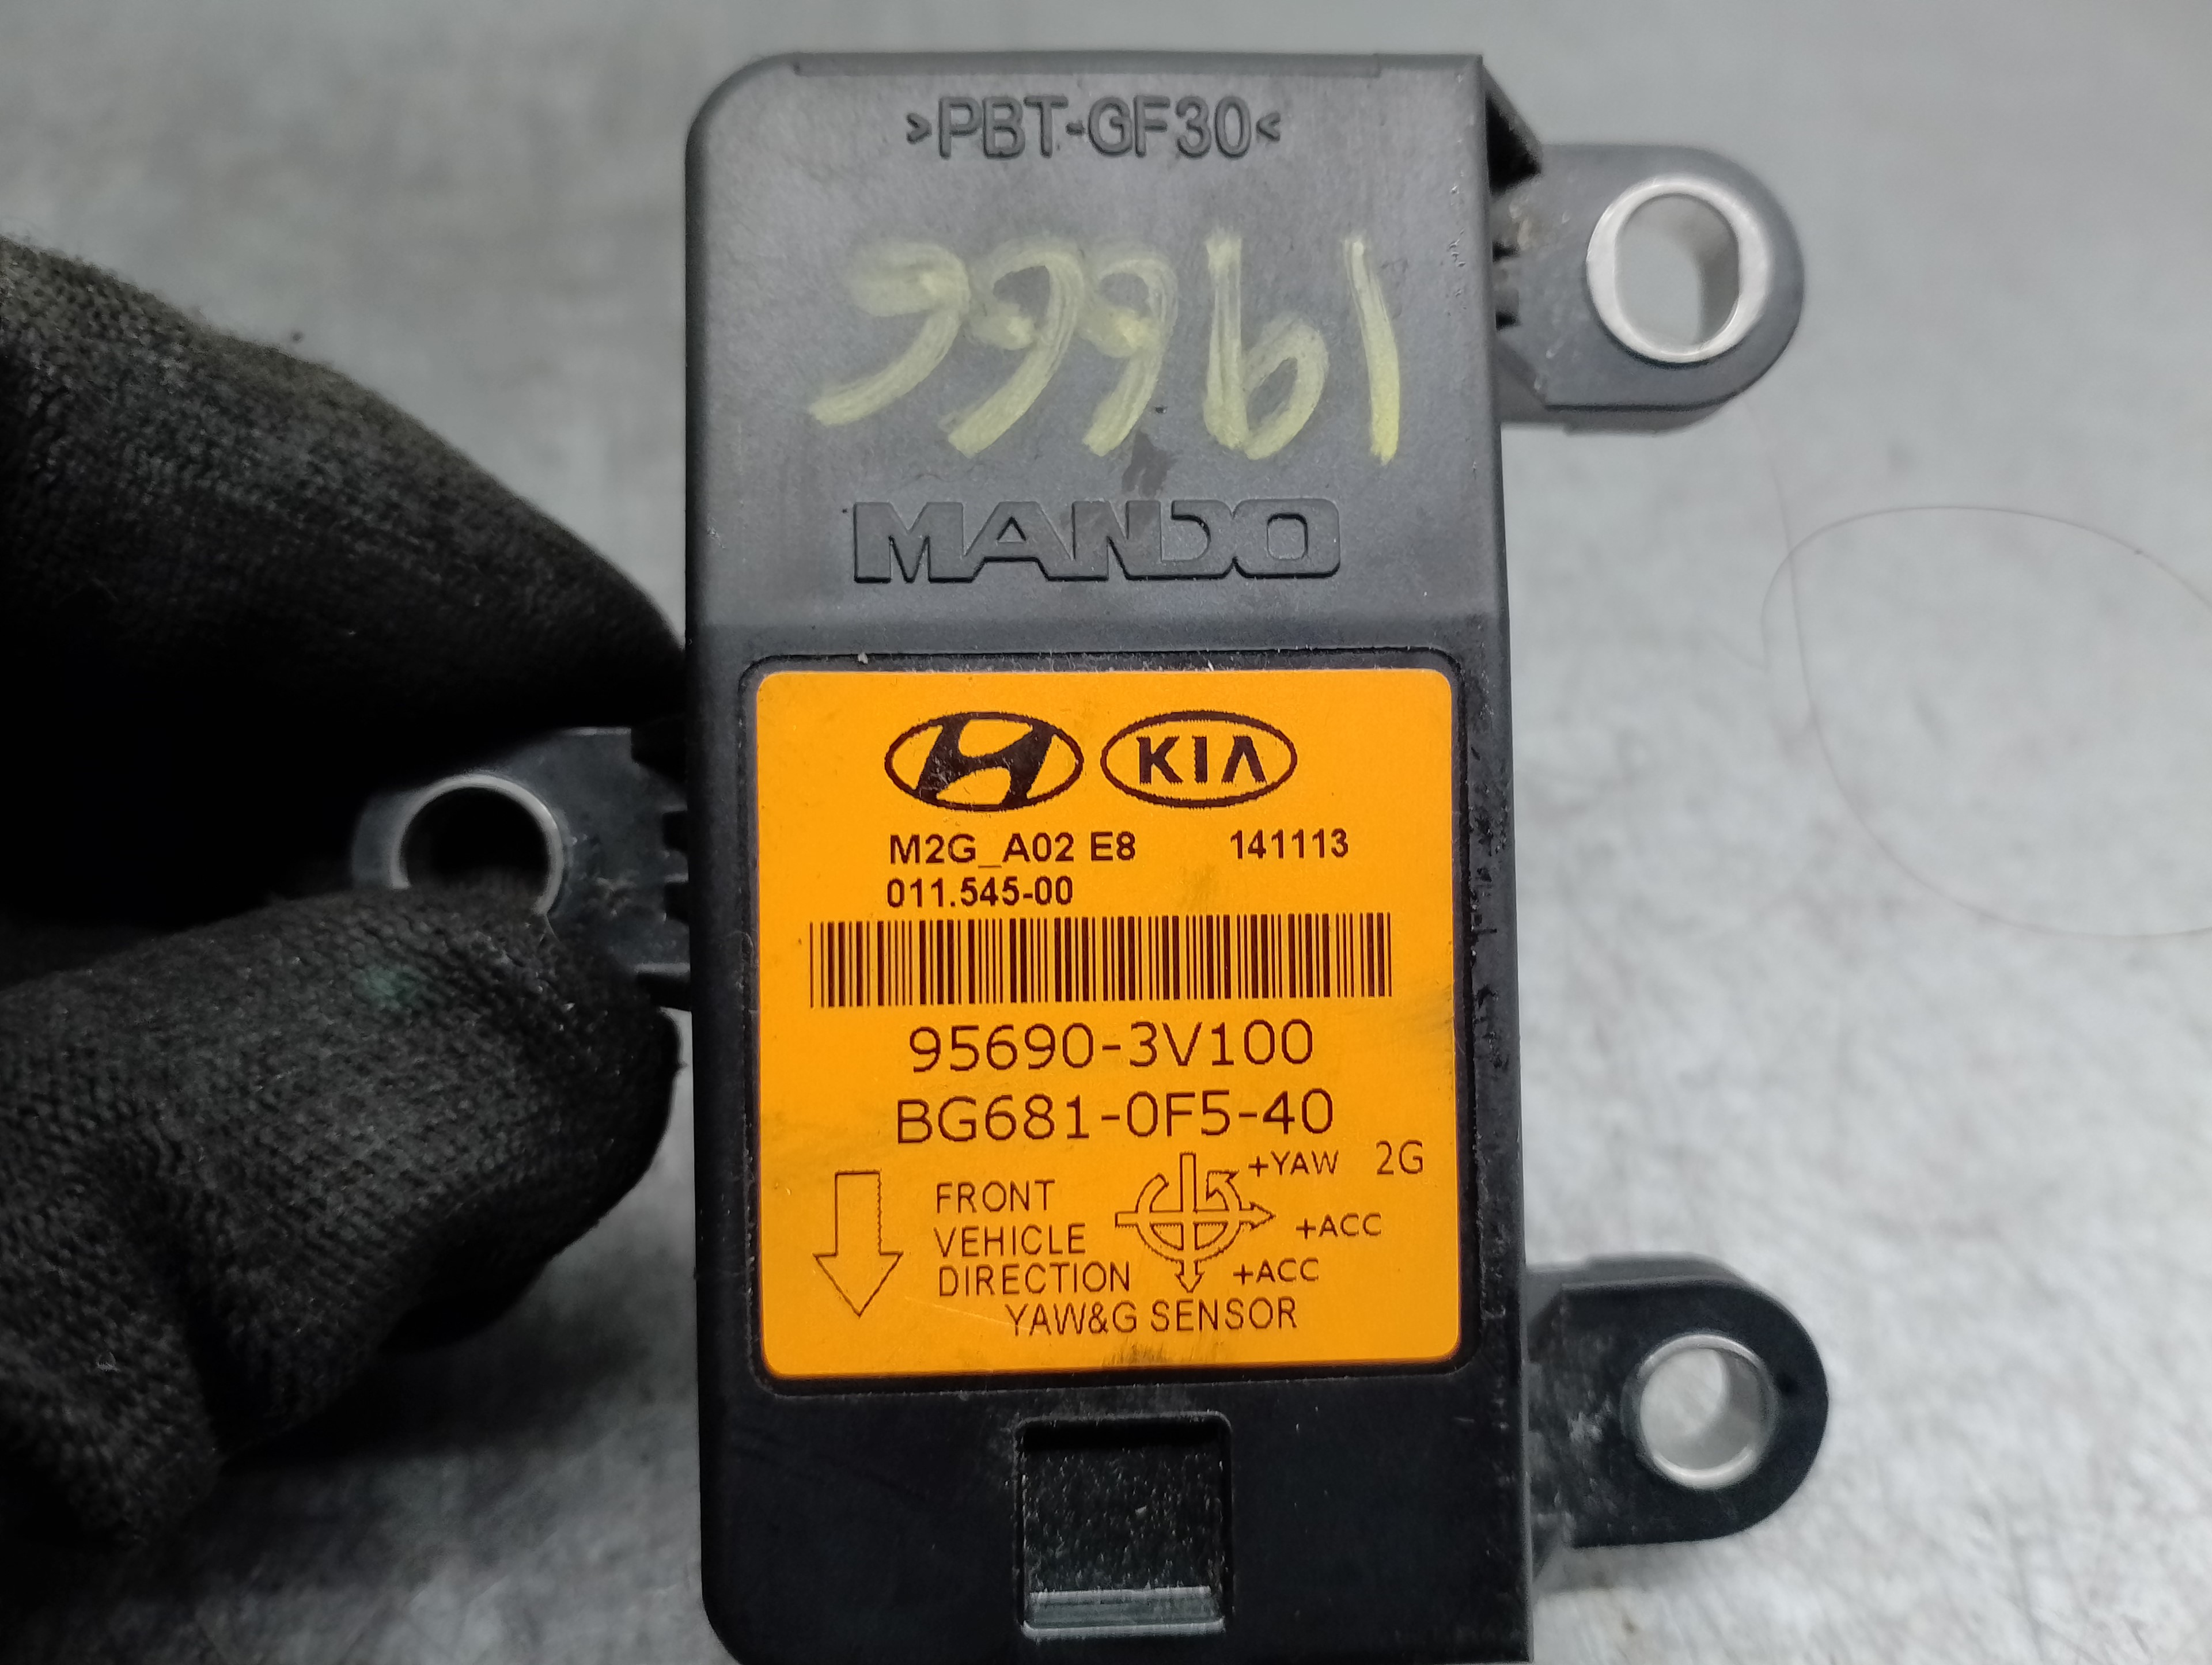 >PBT-GF30<
19666
MANDO
KIA
M2G_A02 E8 141113
011.545-00
95690-3V100
BG681-0F5-40
+YAW 2G
FRONT
VEHICLE +ACC
DIRECTION +ACC
YAW&G SENSOR